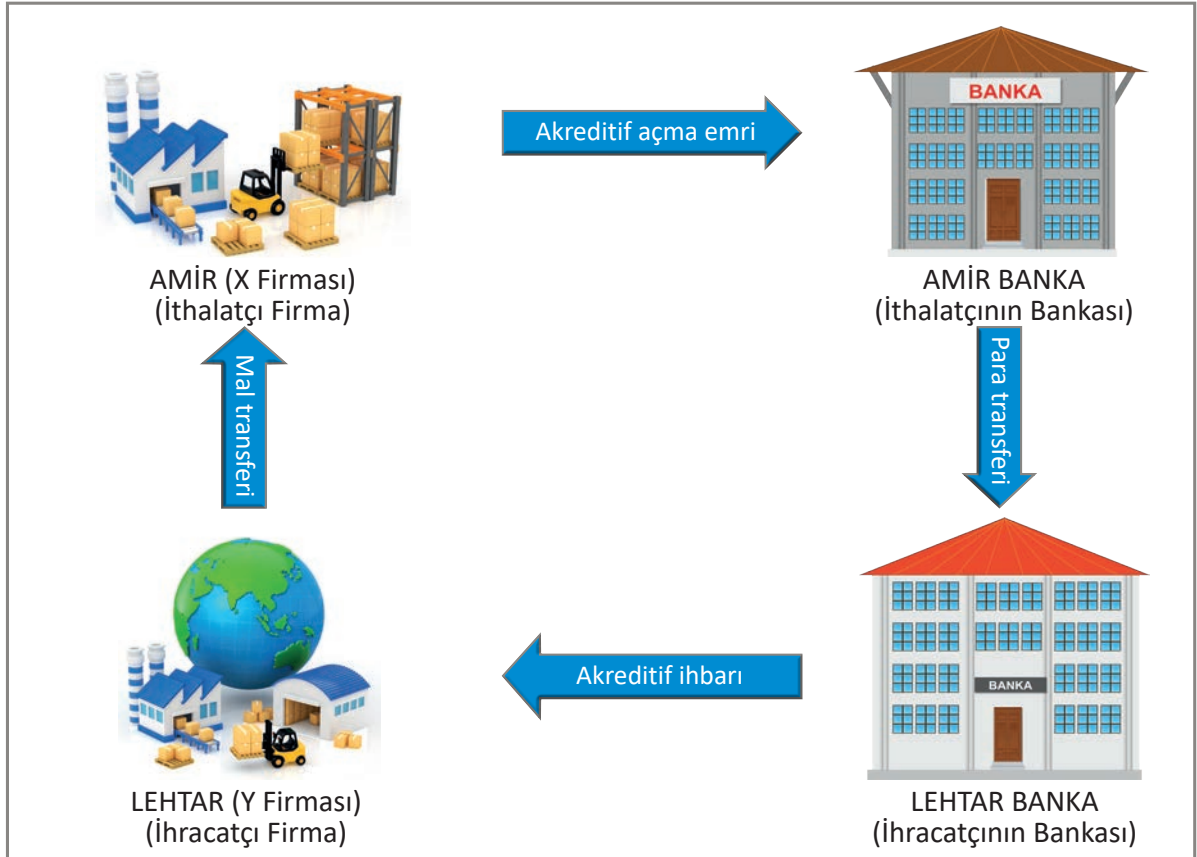 BANKA
Akreditif açma emri
AMİR (X Firması)
(İthalatçı Firma)
AMİR BANKA
(İthalatçının Bankası)
Mal transferi
Para transferi
Akreditif ihbarı
BANKA
LEHTAR (Y Firması)
(İhracatçı Firma)
LEHTAR BANKA
(İhracatçının Bankası)